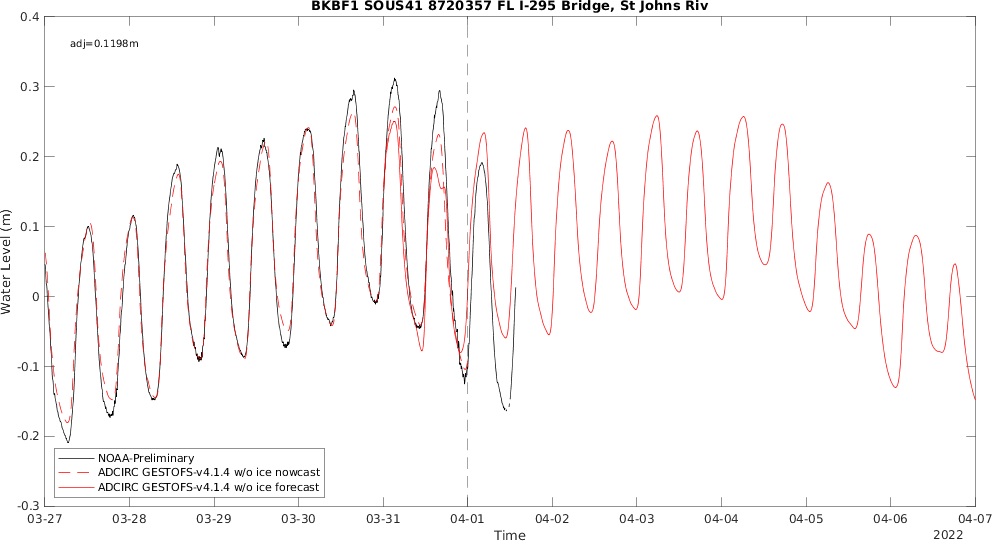 BKBF1 SOUS41 8720357 FL I-295 Bridge, St Johns Riv
adj=0.1198m
Water Level (m)
0.4
0.3
0.2
0.1
0
-0.1
-0.2
-0.3
NOAA-Preliminary
ADCIRC GESTOFS-v4.1.4 w/o ice nowcast
ADCIRC GESTOFS-v4.1.4 w/o ice forecast
03-27 03-28 03-29 03-30 03-31 04-01 04-02 04-03 04-04 04-05 04-06 04-07
Time
2022